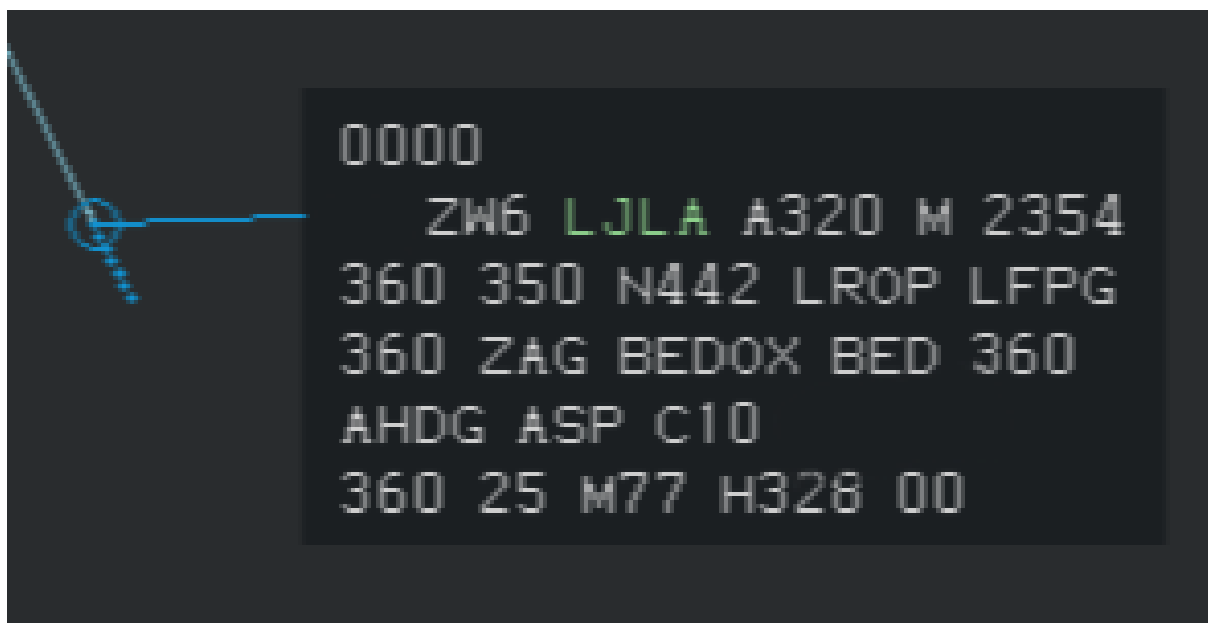 0000
ZW6 LJLA A320 M 2354
360 350 N442 LROP LFPG
360 ZAG BEDOX BED 360
AHDG ASP C10
360 25 M77 H328 00